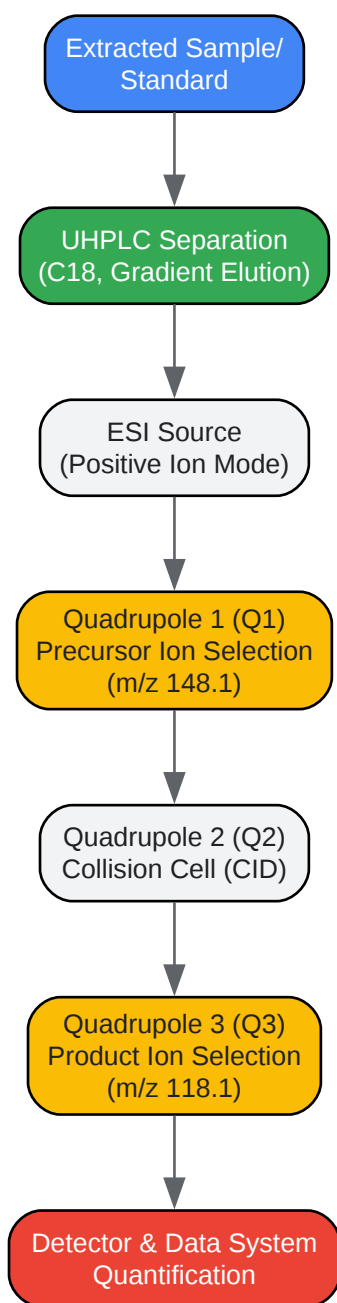 Extracted Sample/
Standard
UHPLC Separation
(C18, Gradient Elution)
ESI Source
(Positive Ion Mode)
Quadrupole 1 (Q1)
Precursor Ion Selection
(m/z 148.1)
Quadrupole 2 (Q2)
Collision Cell (CID)
Quadrupole 3 (Q3)
Product Ion Selection
(m/z 118.1)
Detector & Data System
Quantification